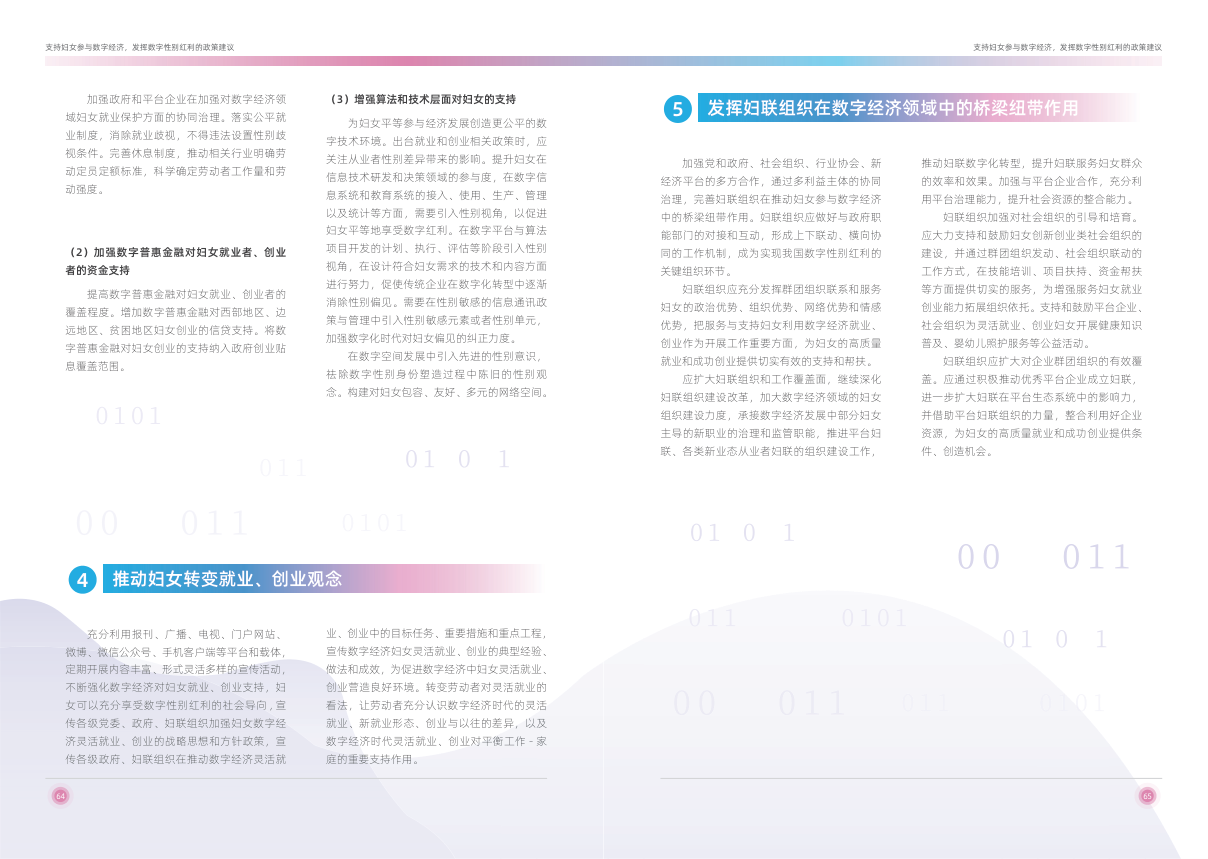 支持妇女参与数字经济，发挥数字性别红利的政策建议
加强政府和平台企业在加强对数字经济领
域妇女就业保护方面的协同治理。落实公平就
业制度，消除就业歧视，不得违法设置性别歧
视条件。完善休息制度，推动相关行业明确劳
动定员定额标准，科学确定劳动者工作量和劳
动强度。
（2）加强数字普惠金融对妇女就业者、创业
者的资金支持
提高数字普惠金融对妇女就业、创业者的
覆盖程度。增加数字普惠金融对西部地区、边
远地区、贫困地区妇女创业的信贷支持。将数
字普惠金融对妇女创业的支持纳入政府创业贴
息覆盖范围。
（3）增强算法和技术层面对妇女的支持
为妇女平等参与经济发展创造更公平的数
字技术环境。出台就业和创业相关政策时，应
关注从业者性别差异带来的影响。提升妇女在
信息技术研发和决策领域的参与度，在数字信
息系统和教育系统的接入、使用、生产、管理
以及统计等方面，需要引入性别视角，以促进
妇女平等地享受数字红利。在数字平台与算法
项目开发的计划、执行、评估等阶段引入性别
视角，在设计符合妇女需求的技术和内容方面
进行努力，促使传统企业在数字化转型中逐渐
消除性别偏见。需要在性别敏感的信息通讯政
策与管理中引入性别敏感元素或者性别单元，
加强数字化时代对妇女偏见的纠正力度。
在数字空间发展中引入先进的性别意识，
祛除数字性别身份塑造过程中陈旧的性别观
念。构建对妇女包容、友好、多元的网络空间。
0101
011
01 0 1
00 011
0101
4 推动妇女转变就业、创业观念
充分利用报刊、广播、电视、门户网站、
微博、微信公众号、手机客户端等平台和载体，
定期开展内容丰富、形式灵活多样的宣传活动，
不断强化数字经济对妇女就业、创业支持，妇
女可以充分享受数字性别红利的社会导向，宣
传各级党委、政府、妇联组织加强妇女数字经
济灵活就业、创业的战略思想和方针政策，宣
传各级政府、妇联组织在推动数字经济灵活就
业、创业中的目标任务、重要措施和重点工程，
宣传数字经济妇女灵活就业、创业的典型经验、
做法和成效，为促进数字经济中妇女灵活就业、
创业营造良好环境。转变劳动者对灵活就业的
看法，让劳动者充分认识数字经济时代的灵活
就业、新就业形态、创业与以往的差异，以及
数字经济时代灵活就业、创业对平衡工作 - 家
庭的重要支持作用。
64
支持妇女参与数字经济，发挥数字性别红利的政策建议
5 发挥妇联组织在数字经济领域中的桥梁纽带作用
加强党和政府、社会组织、行业协会、新
经济平台的多方合作，通过多利益主体的协同
治理，完善妇联组织在推动妇女参与数字经济
中的桥梁纽带作用。妇联组织应做好与政府职
能部门的对接和互动，形成上下联动、横向协
同的工作机制，成为实现我国数字性别红利的
关键组织环节。
妇联组织应充分发挥群团组织联系和服务
妇女的政治优势、组织优势、网络优势和情感
优势，把服务与支持妇女利用数字经济就业、
创业作为开展工作重要方面，为妇女的高质量
就业和成功创业提供切实有效的支持和帮扶。
应扩大妇联组织和工作覆盖面，继续深化
妇联组织建设改革，加大数字经济领域的妇女
组织建设力度，承接数字经济发展中部分妇女
主导的新职业的治理和监管职能，推进平台妇
联、各类新业态从业者妇联的组织建设工作，
推动妇联数字化转型，提升妇联服务妇女群众
的效率和效果。加强与平台企业合作，充分利
用平台治理能力，提升社会资源的整合能力。
妇联组织加强对社会组织的引导和培育。
应大力支持和鼓励妇女创新创业类社会组织的
建设，并通过群团组织发动、社会组织联动的
工作方式，在技能培训、项目扶持、资金帮扶
等方面提供切实的服务，为增强服务妇女就业
创业能力拓展组织依托。支持和鼓励平台企业、
社会组织为灵活就业、创业妇女开展健康知识
普及、婴幼儿照护服务等公益活动。
妇联组织应扩大对企业群团组织的有效覆
盖。应通过积极推动优秀平台企业成立妇联，
进一步扩大妇联在平台生态系统中的影响力，
并借助平台妇联组织的力量，整合利用好企业
资源，为妇女的高质量就业和成功创业提供条
件、创造机会。
01 0 1
00 011
011
0101
01 0 1
00 011
011
0101
65